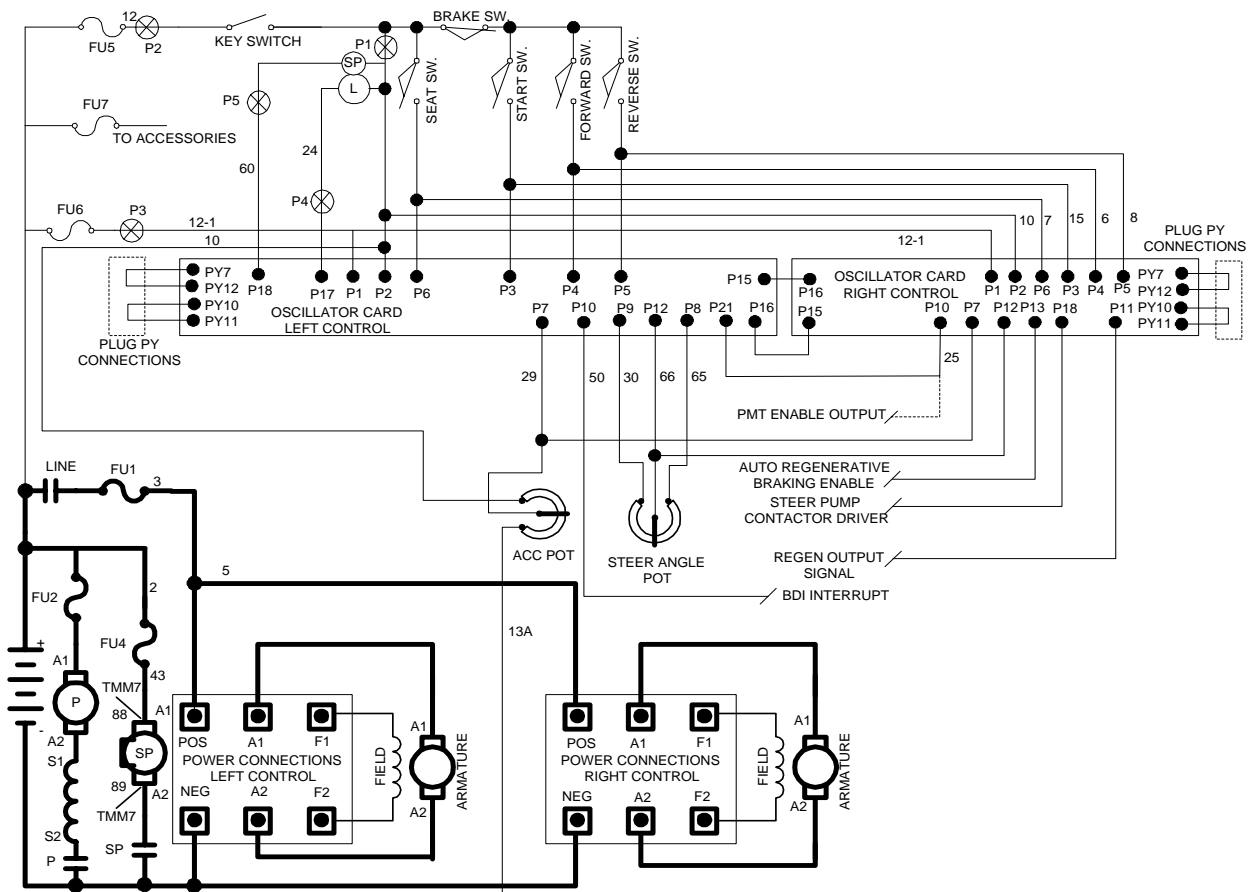 12
BRAKE SW.
FU5
P2
KEY SWITCH
P1
SP
L
SEAT SW.
START SW.
FORWARD SW.
REVERSE SW.
P5
FU7
TO ACCESSORIES
24
60
P4
FU6
P3
12-1
10
10
7
15
6
8
12-1
PLUG PY
CONNECTIONS
PY7
PY12
PY10
PY11
P18
P17
P1
P2
P6
P3
P4
P5
P15
P16
OSCILLATOR CARD
LEFT CONTROL
P7
P10
P9
P12
P8
P21
P16
P15
OSCILLATOR CARD
RIGHT CONTROL
P1
P2
P6
P3
P4
P5
P10
P7
P12
P13
P18
P11
PY7
PY12
PY10
PY11
PLUG PY
CONNECTIONS
29
50
30
66
65
25
PMT ENABLE OUTPUT
AUTO REGENERATIVE
BRAKING ENABLE
STEER PUMP
CONTACTOR DRIVER
REGEN OUTPUT
SIGNAL
BDI INTERRUPT
LINE
FU1
3
ACC POT
STEER ANGLE
POT
5
13A
FU2
2
FU4
43
+
-
A1
P
A2
S1
S2
P
TMM7
88
A1
SP
89
A2
TMM7
SP
POS
A1
F1
POWER CONNECTIONS
LEFT CONTROL
NEG
A2
F2
FIELD
A1
A2
ARMATURE
POS
A1
F1
POWER CONNECTIONS
RIGHT CONTROL
NEG
A2
F2
FIELD
A1
A2
ARMATURE